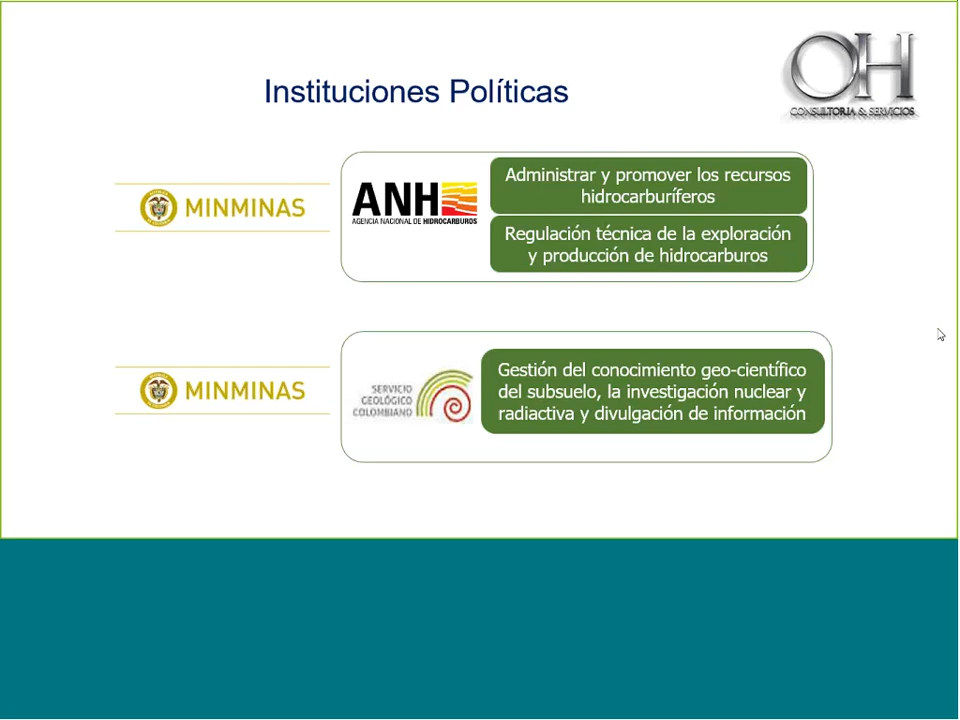 OH
CONSULTORIA & SERVICIOS
Instituciones Políticas
MINMINAS
ANH
AGENCIA NACIONAL DE HIDROCARBUROS
Administrar y promover los recursos
hidrocarburíferos
Regulación técnica de la exploración
y producción de hidrocarburos
MINMINAS
SERVICIO
GEOLÓGICO
COLOMBIANO
Gestión del conocimiento geo-científico
del subsuelo, la investigación nuclear y
radiactiva y divulgación de información